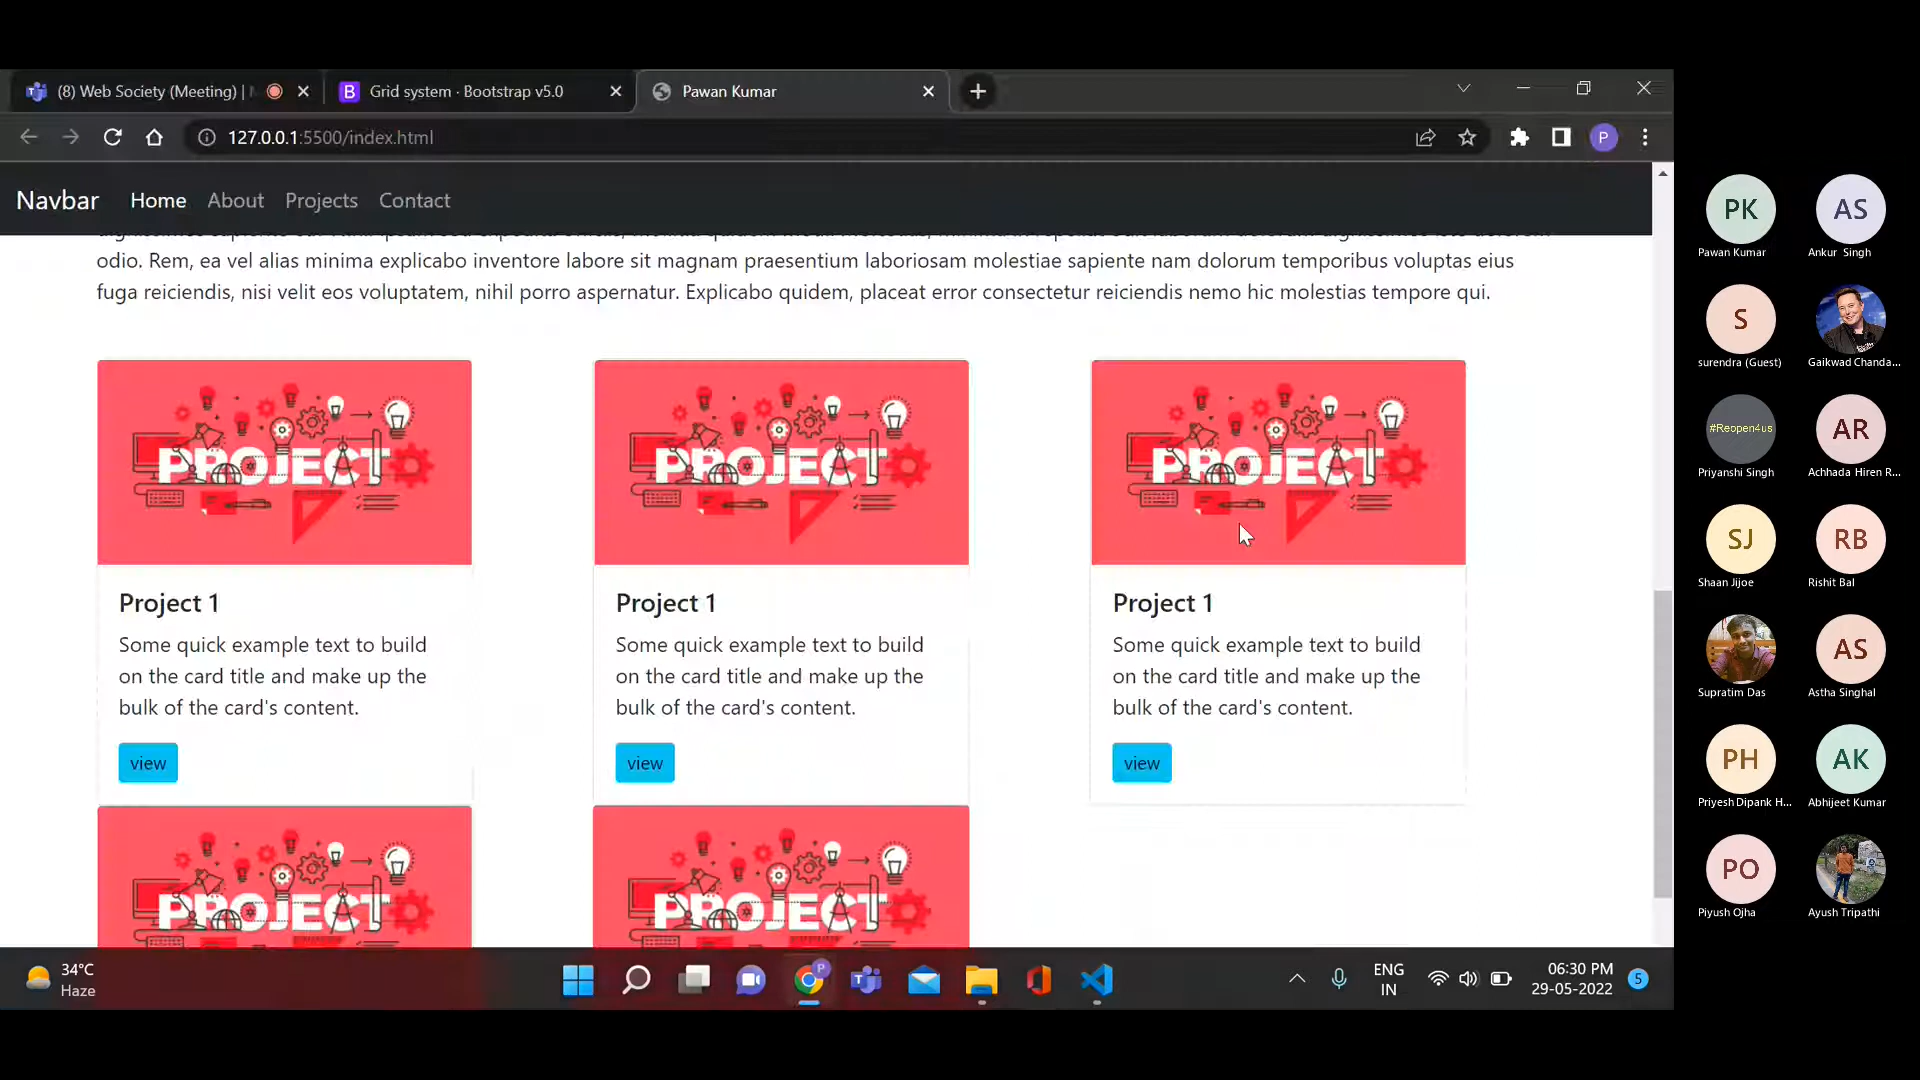 (8) Web Society (Meeting) |
Grid system · Bootstrap v5.0
Pawan Kumar
127.0.0.1:5500/index.html
P
Navbar
Home
About
Projects
Contact
odio. Rem, ea vel alias minima explicabo inventore labore sit magnam praesentium laboriosam molestiae sapiente nam dolorum temporibus voluptas eius
fuga reiciendis, nisi velit eos voluptatem, nihil porro aspernatur. Explicabo quidem, placeat error consectetur reiciendis nemo hic molestias tempore qui.
PROJECT
PROJECT
PROJECT
Project 1
Some quick example text to build
on the card title and make up the
bulk of the card's content.
view
Project 1
Some quick example text to build
on the card title and make up the
bulk of the card's content.
view
Project 1
Some quick example text to build
on the card title and make up the
bulk of the card's content.
view
PROJECT
PROJECT
34°C
Haze
P
ENG
IN
06:30 PM
29-05-2022
5
PK
Pawan Kumar
AS
Ankur Singh
S
surendra (Guest)
Gaikwad Chanda...
#Reopen4us
Priyanshi Singh
AR
Achhada Hiren R...
SJ
Shaan Jijoe
RB
Rishit Bal
Supratim Das
AS
Astha Singhal
PH
Priyesh Dipank H...
AK
Abhijeet Kumar
PO
Piyush Ojha
Ayush Tripathi